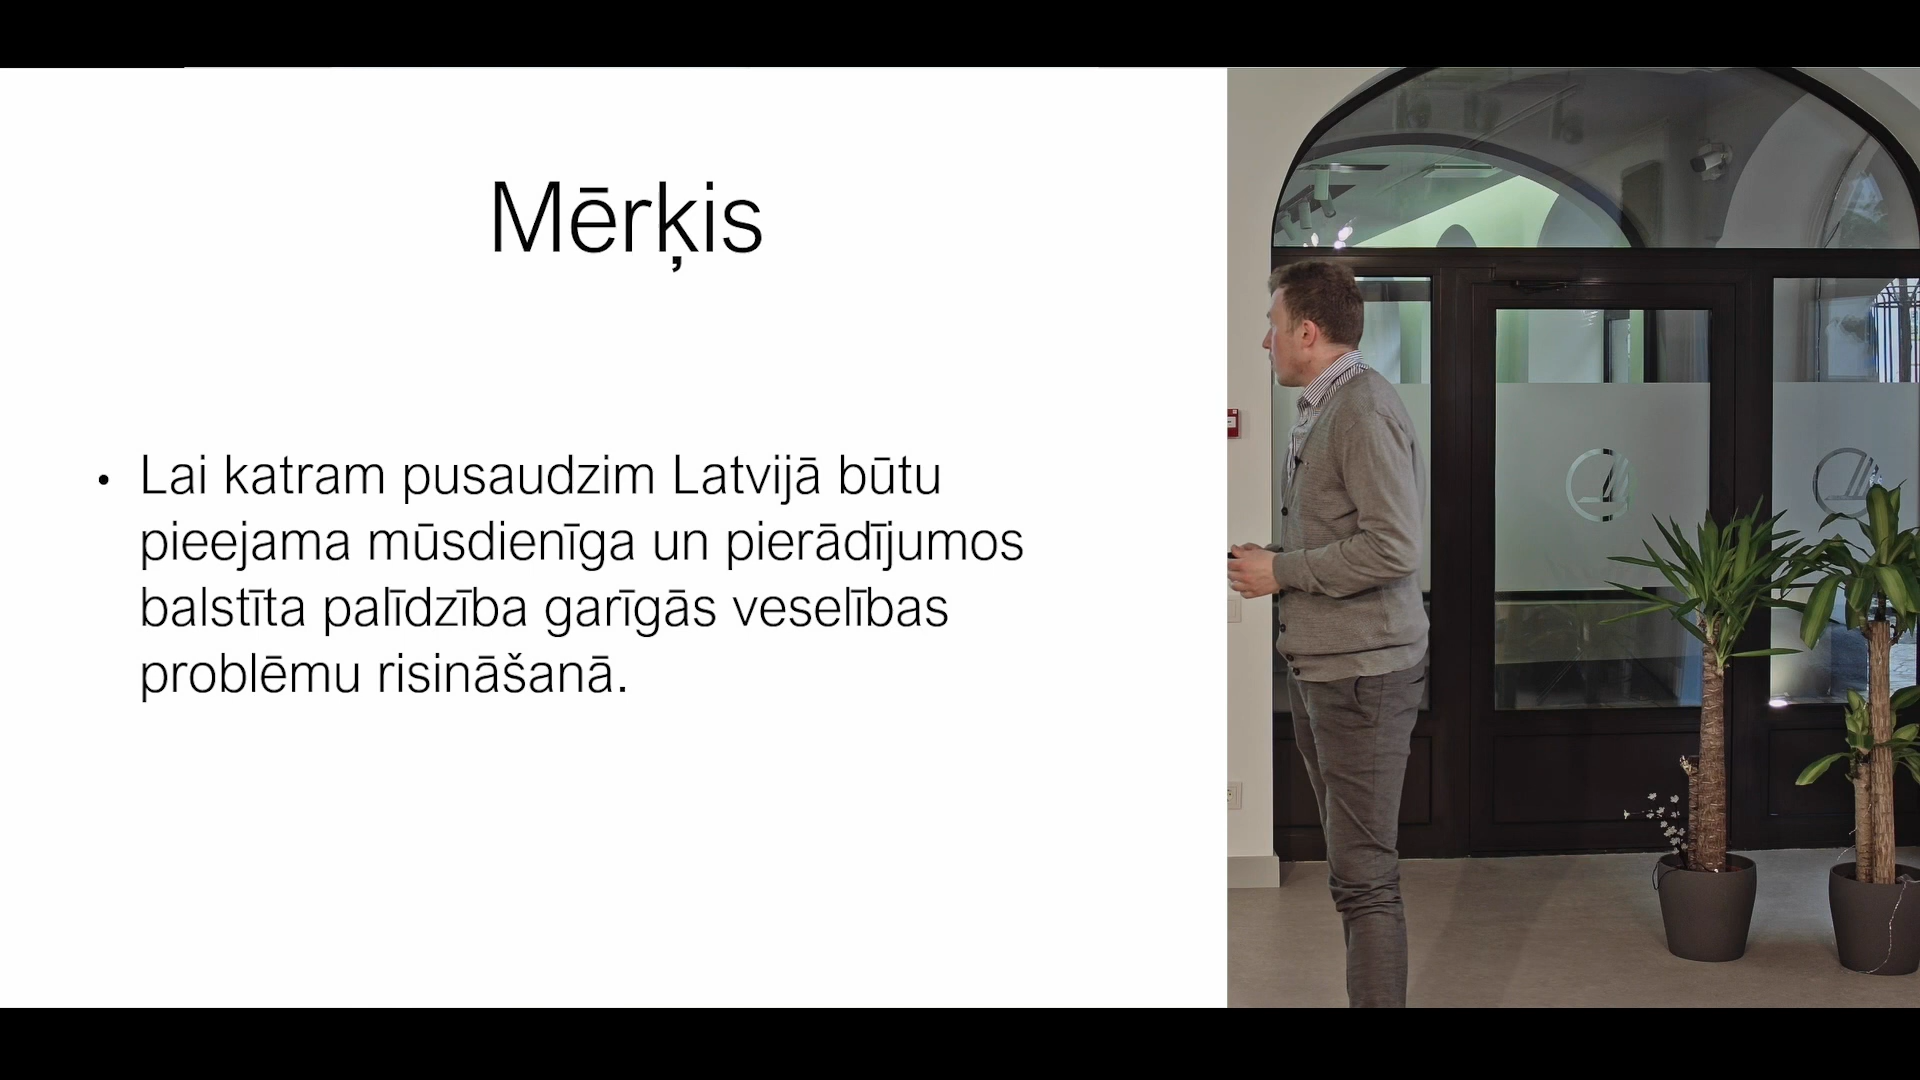 Mērķis
• Lai katram pusaudzim Latvijā būtu
pieejama mūsdienīga un pierādījumos
balstīta palīdzība garīgās veselības
problēmu risināšanā.